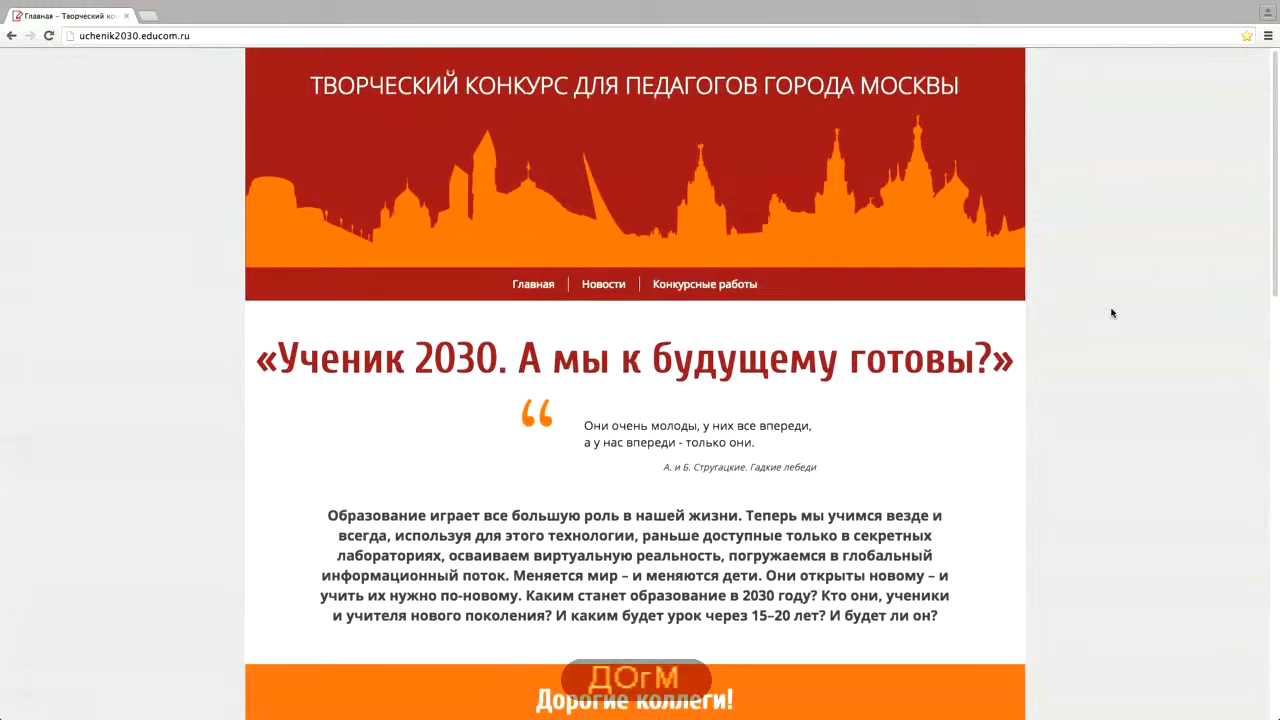 Главная – Творческий кон
uchenik2030.educom.ru
ТВОРЧЕСКИЙ КОНКУРС ДЛЯ ПЕДАГОГОВ ГОРОДА МОСКВЫ
Главная
Новости
Конкурсные работы
«Ученик 2030. А мы к будущему готовы?»
“
Они очень молоды, у них все впереди,
а у нас впереди - только они.
А. и Б. Стругацкие. Гадкие лебеди
Образование играет все большую роль в нашей жизни. Теперь мы учимся везде и
всегда, используя для этого технологии, раньше доступные только в секретных
лабораториях, осваиваем виртуальную реальность, погружаемся в глобальный
информационный поток. Меняется мир – и меняются дети. Они открыты новому – и
учить их нужно по-новому. Каким станет образование в 2030 году? Кто они, ученики
и учителя нового поколения? И каким будет урок через 15–20 лет? И будет ли он?
ДОгМ
Дорогие коллеги!